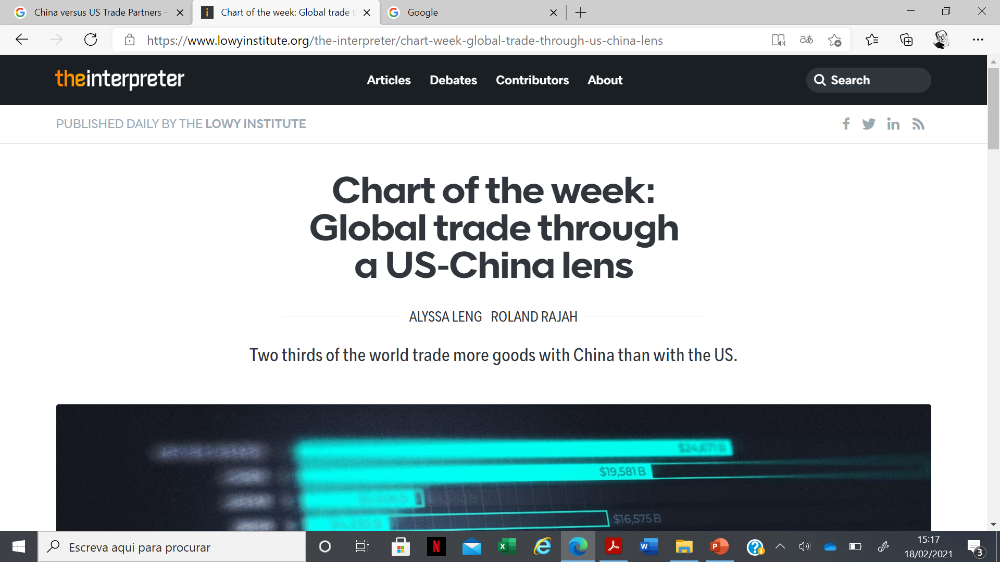 China versus US Trade Partners –
Chart of the week: Global trade t
Google
https://www.lowyinstitute.org/the-interpreter/chart-week-global-trade-through-us-china-lens
theinterpreter
Articles Debates Contributors About
Search
PUBLISHED DAILY BY THE LOWY INSTITUTE
Chart of the week:
Global trade through
a US-China lens
ALYSSA LENG ROLAND RAJAH
Two thirds of the world trade more goods with China than with the US.
$24,671 B
$19,581 B
$16,575 B
Escreva aqui para procurar
15:17
18/02/2021
3